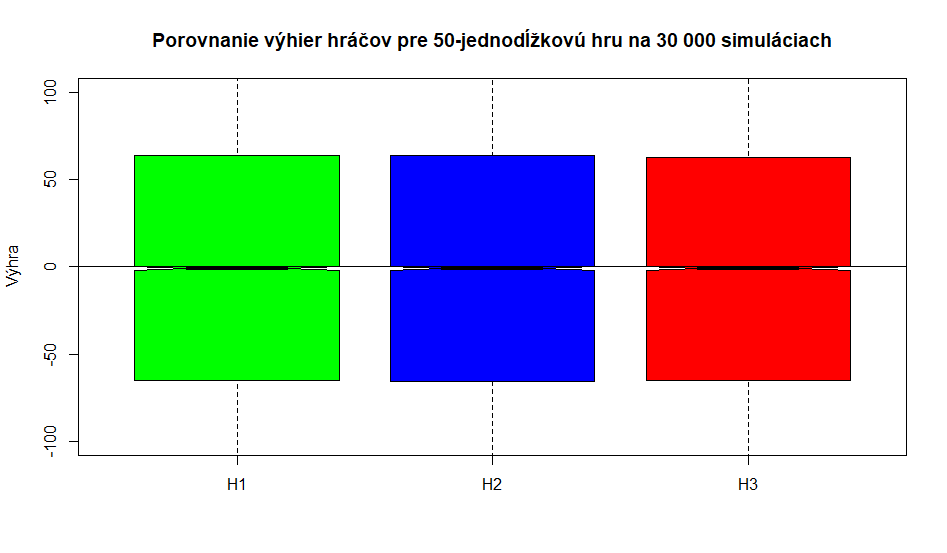 Porovnanie výhier hráčov pre 50-jednodĺžkovú hru na 30 000 simuláciach
Výhra
100
50
0
-50
-100
H1 H2 H3